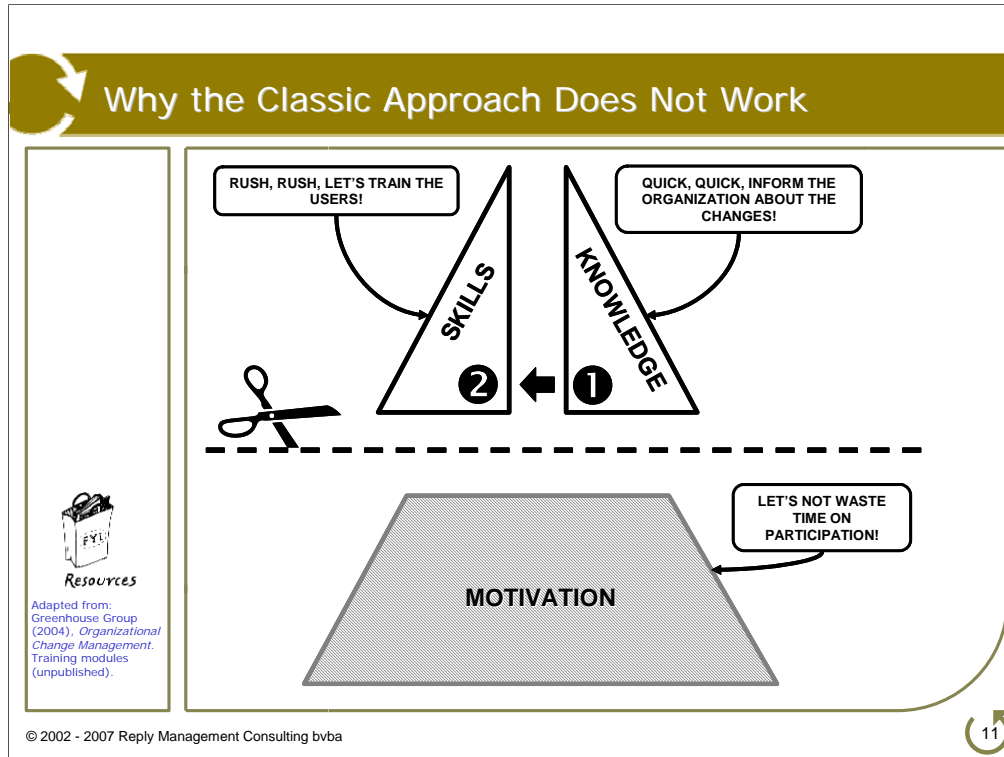 Why the Classic Approach Does Not Work
RUSH, RUSH, LET'S TRAIN THE
USERS!
QUICK, QUICK, INFORM THE
ORGANIZATION ABOUT THE
CHANGES!
SKILLS
KNOWLEDGE
2
1
LET'S NOT WASTE
TIME ON
PARTICIPATION!
MOTIVATION
FYI
Resources
Adapted from:
Greenhouse Group
(2004), Organizational
Change Management.
Training modules
(unpublished).
© 2002 - 2007 Reply Management Consulting bvba
11